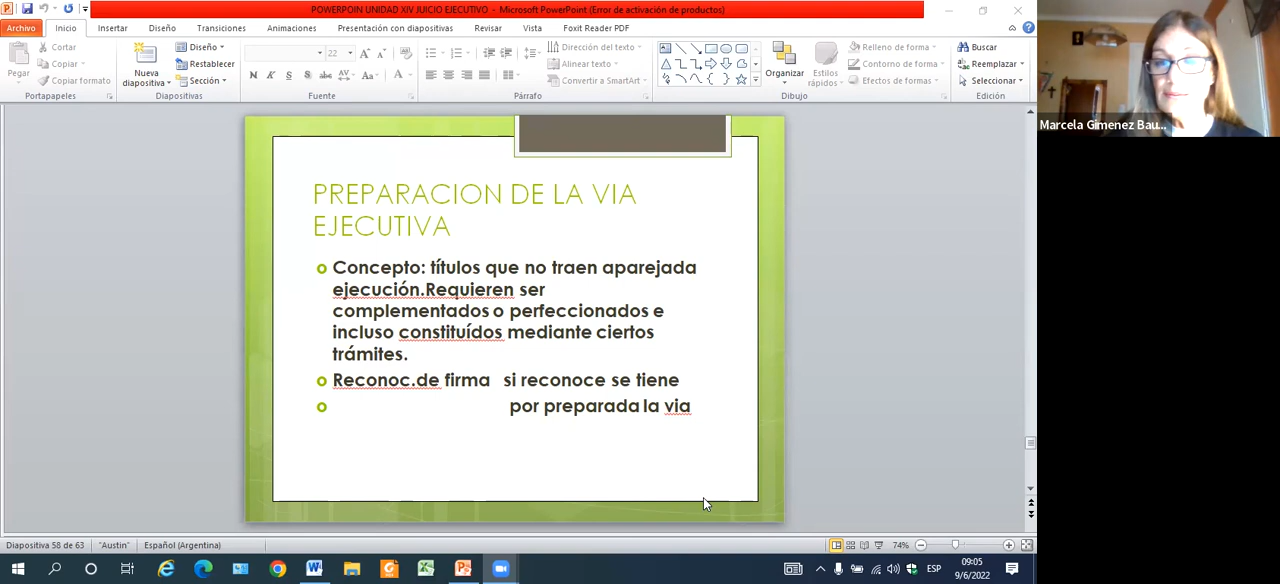 POWERPOIN UNIDAD XIV JUICIO EJECUTIVO - Microsoft PowerPoint (Error de activación de productos)
Archivo Inicio Insertar Diseño Transiciones Animaciones Presentación con diapositivas Revisar Vista Foxit Reader PDF
Pegar
Cortar
Copiar
Copiar formato
Portapapeles
Nueva diapositiva
Diseño
Restablecer
Sección
Diapositivas
22
N K S S abc AV Aa A
Fuente
Dirección del texto
Alinear texto
Convertir a SmartArt
Párrafo
Organizar
Estilos rápidos
Relleno de forma
Contorno de forma
Efectos de formas
Dibujo
Buscar
Reemplazar
Seleccionar
Edición
Marcela Gimenez Bau...
PREPARACION DE LA VIA
EJECUTIVA
Concepto: títulos que no traen aparejada
ejecución.Requieren ser
complementados o perfeccionados e
incluso constituídos mediante ciertos
trámites.
Reconoc.de firma si reconoce se tiene
por preparada la via
Diapositiva 58 de 63 "Austin" Español (Argentina) 74%
ESP
09:05
9/6/2022